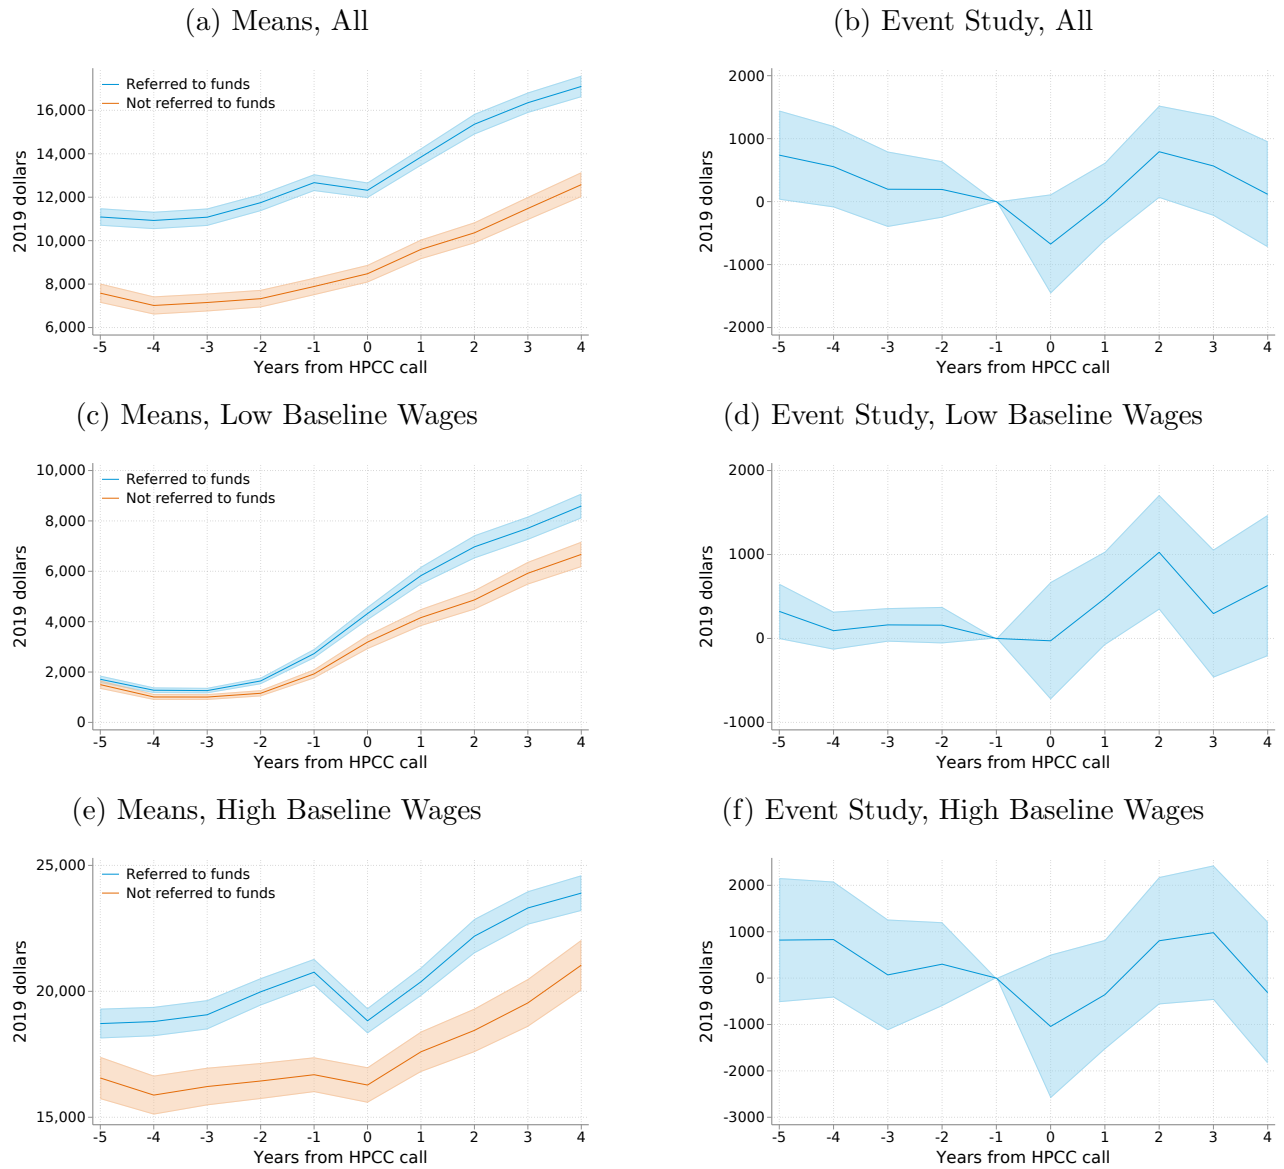 (a) Means, All
2019 dollars
16,000
14,000
12,000
10,000
8,000
6,000
Referred to funds
Not referred to funds
-5 -4 -3 -2 -1 0 1 2 3 4
Years from HPCC call
(b) Event Study, All
2019 dollars
2000
1000
0
-1000
-2000
-5 -4 -3 -2 -1 0 1 2 3 4
Years from HPCC call
(c) Means, Low Baseline Wages
2019 dollars
10,000
8,000
6,000
4,000
2,000
0
Referred to funds
Not referred to funds
-5 -4 -3 -2 -1 0 1 2 3 4
Years from HPCC call
(d) Event Study, Low Baseline Wages
2019 dollars
2000
1000
0
-1000
-5 -4 -3 -2 -1 0 1 2 3 4
Years from HPCC call
(e) Means, High Baseline Wages
2019 dollars
25,000
20,000
15,000
Referred to funds
Not referred to funds
-5 -4 -3 -2 -1 0 1 2 3 4
Years from HPCC call
(f) Event Study, High Baseline Wages
2019 dollars
2000
1000
0
-1000
-2000
-3000
-5 -4 -3 -2 -1 0 1 2 3 4
Years from HPCC call